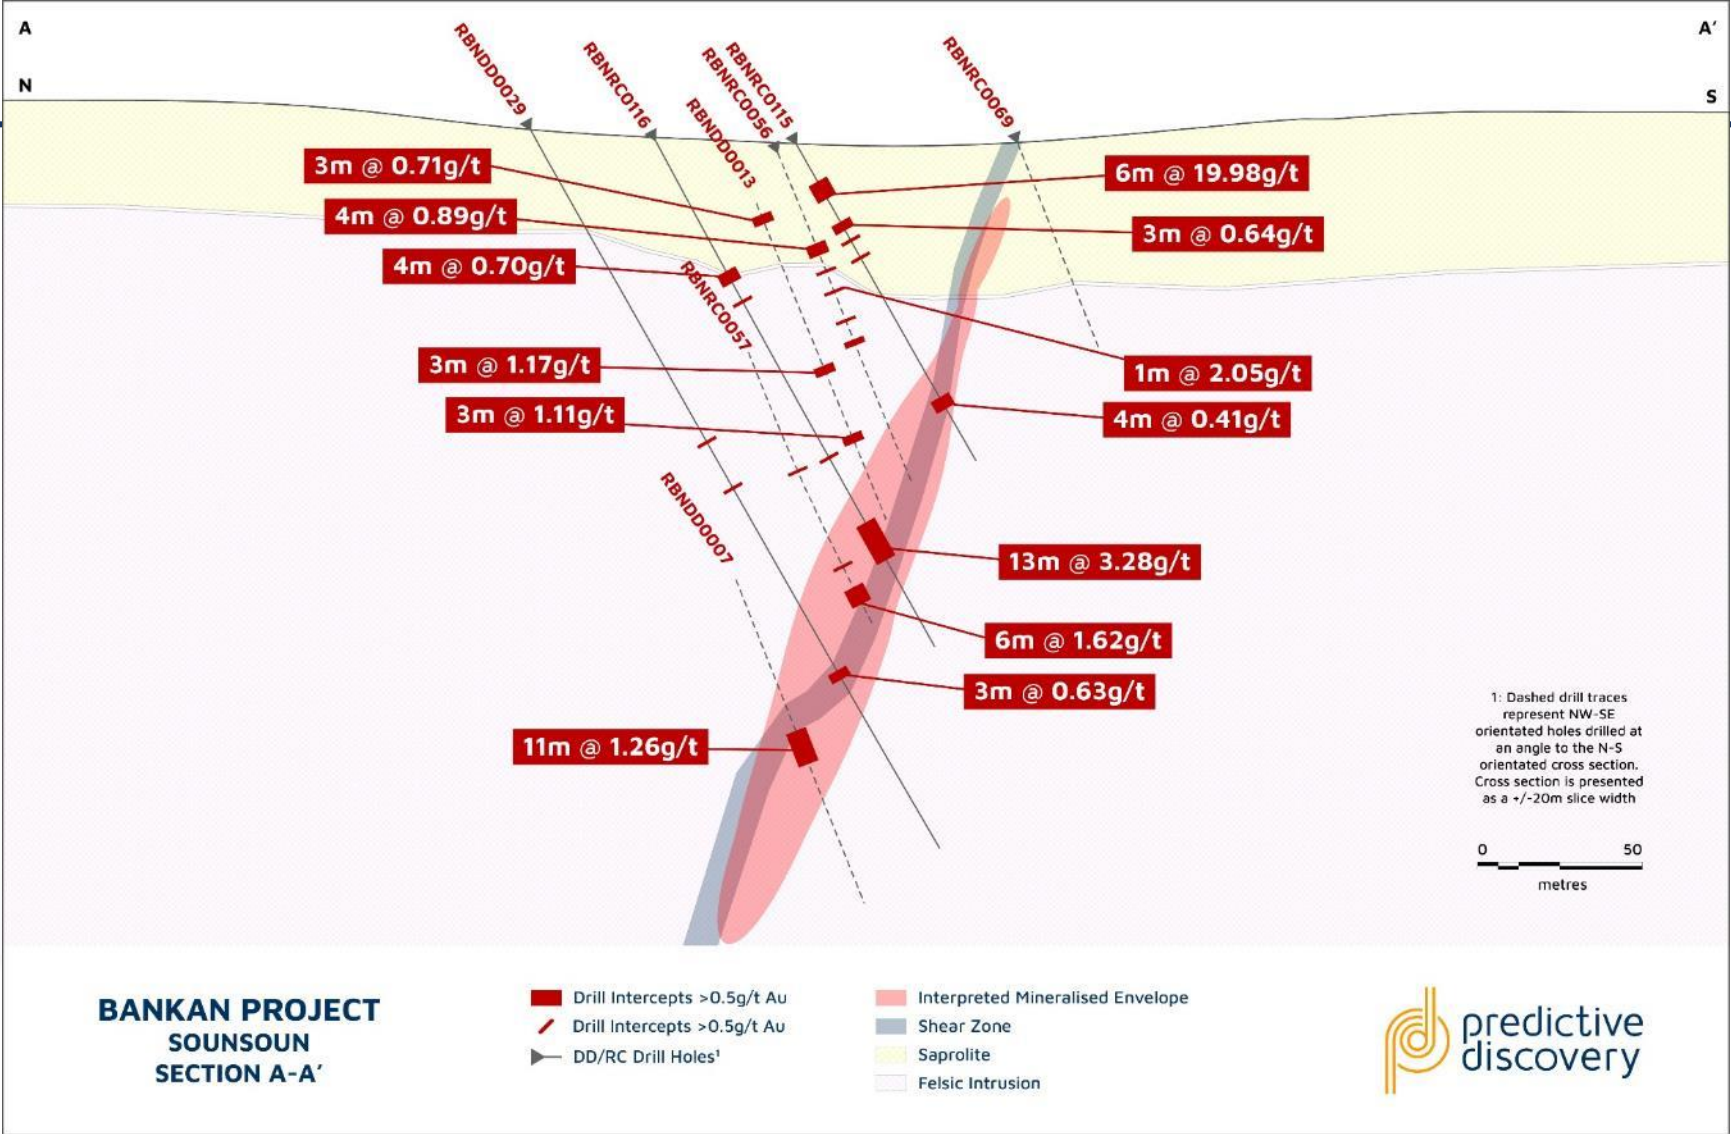 A
A′
N
S
RBNDD0029
RBNRC0116
RBNDD0013
RBNRC0056
RBNRC0115
RBNRC0069
3m @ 0.71g/t
6m @ 19.98g/t
4m @ 0.89g/t
3m @ 0.64g/t
4m @ 0.70g/t
RBNRC0057
3m @ 1.17g/t
1m @ 2.05g/t
3m @ 1.11g/t
4m @ 0.41g/t
RBNDD0007
13m @ 3.28g/t
6m @ 1.62g/t
3m @ 0.63g/t
11m @ 1.26g/t
1: Dashed drill traces
represent NW-SE
orientated holes drilled at
an angle to the N-S
orientated cross section.
Cross section is presented
as a +/-20m slice width
0 50
metres
BANKAN PROJECT
SOUNSOUN
SECTION A-A′
Drill Intercepts >0.5g/t Au
Drill Intercepts >0.5g/t Au
DD/RC Drill Holes¹
Interpreted Mineralised Envelope
Shear Zone
Saprolite
Felsic Intrusion
predictive
discovery